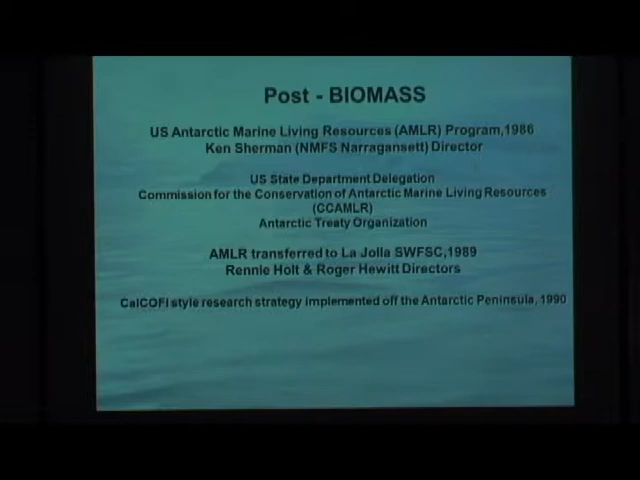 Post - BIOMASS
US Antarctic Marine Living Resources (AMLR) Program,1986
Ken Sherman (NMFS Narragansett) Director
US State Department Delegation
Commission for the Conservation of Antarctic Marine Living Resources
(CCAMLR)
Antarctic Treaty Organization
AMLR transferred to La Jolla SWFSC,1989
Rennie Holt & Roger Hewitt Directors
CalCOFI style research strategy implemented off the Antarctic Peninsula, 1990